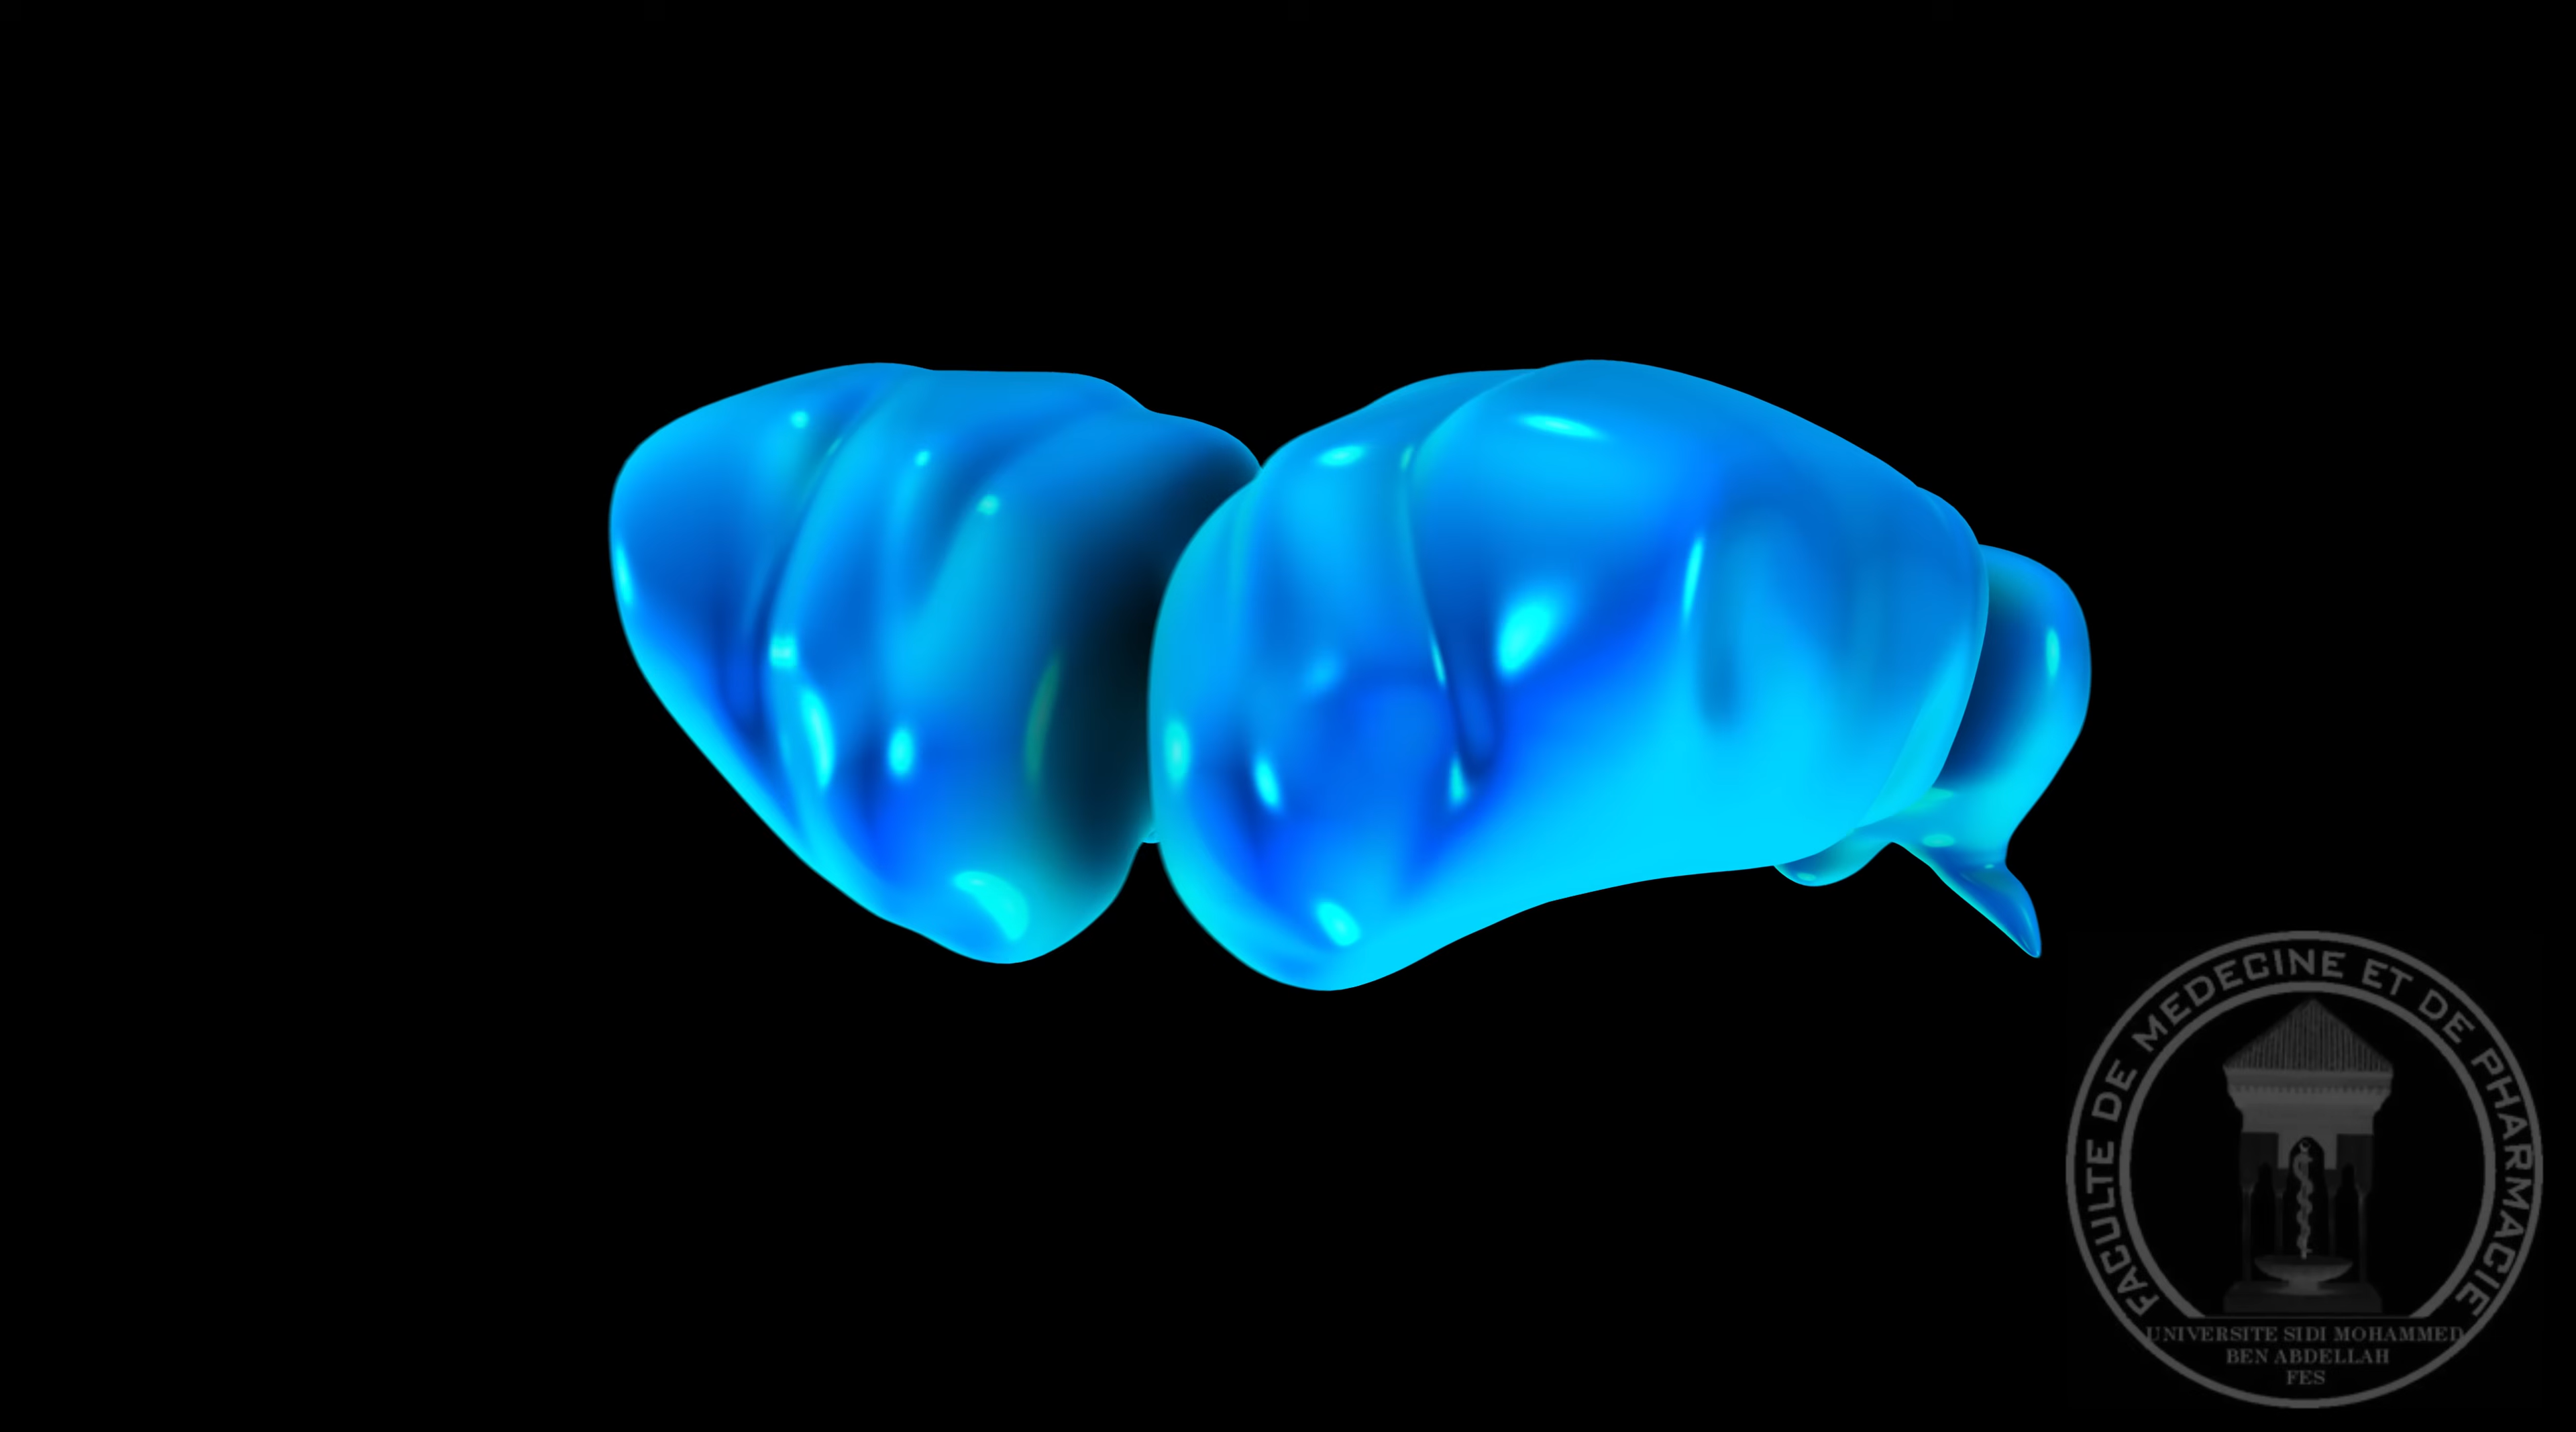 FACULTE DE MEDECINE ET DE PHARMACIE
UNIVERSITE SIDI MOHAMMED
BEN ABDELLAH
FES